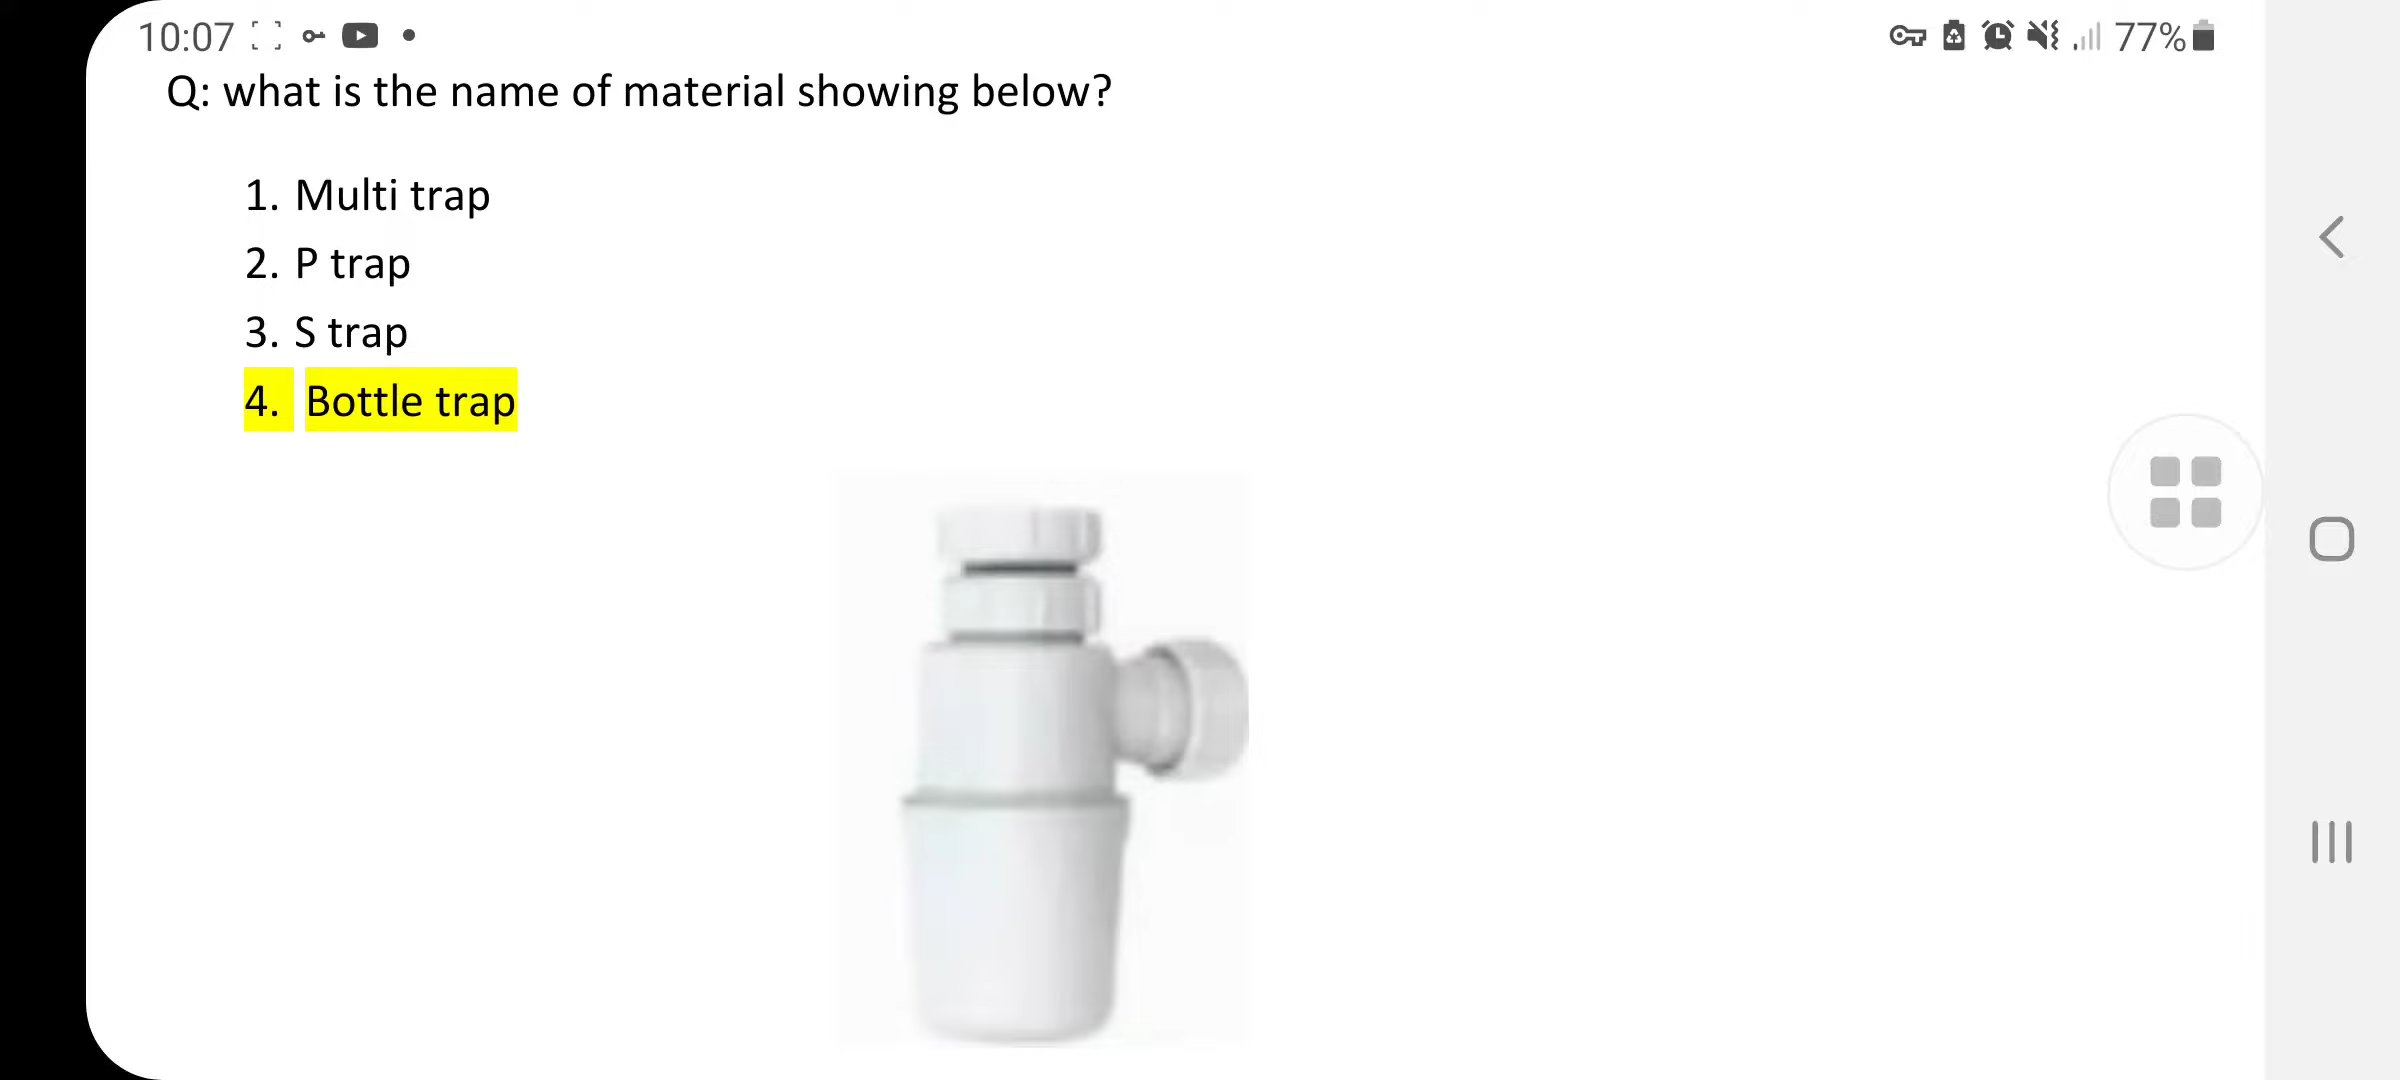 10:07
77%
Q: what is the name of material showing below?
1. Multi trap
2. P trap
3. S trap
4. Bottle trap